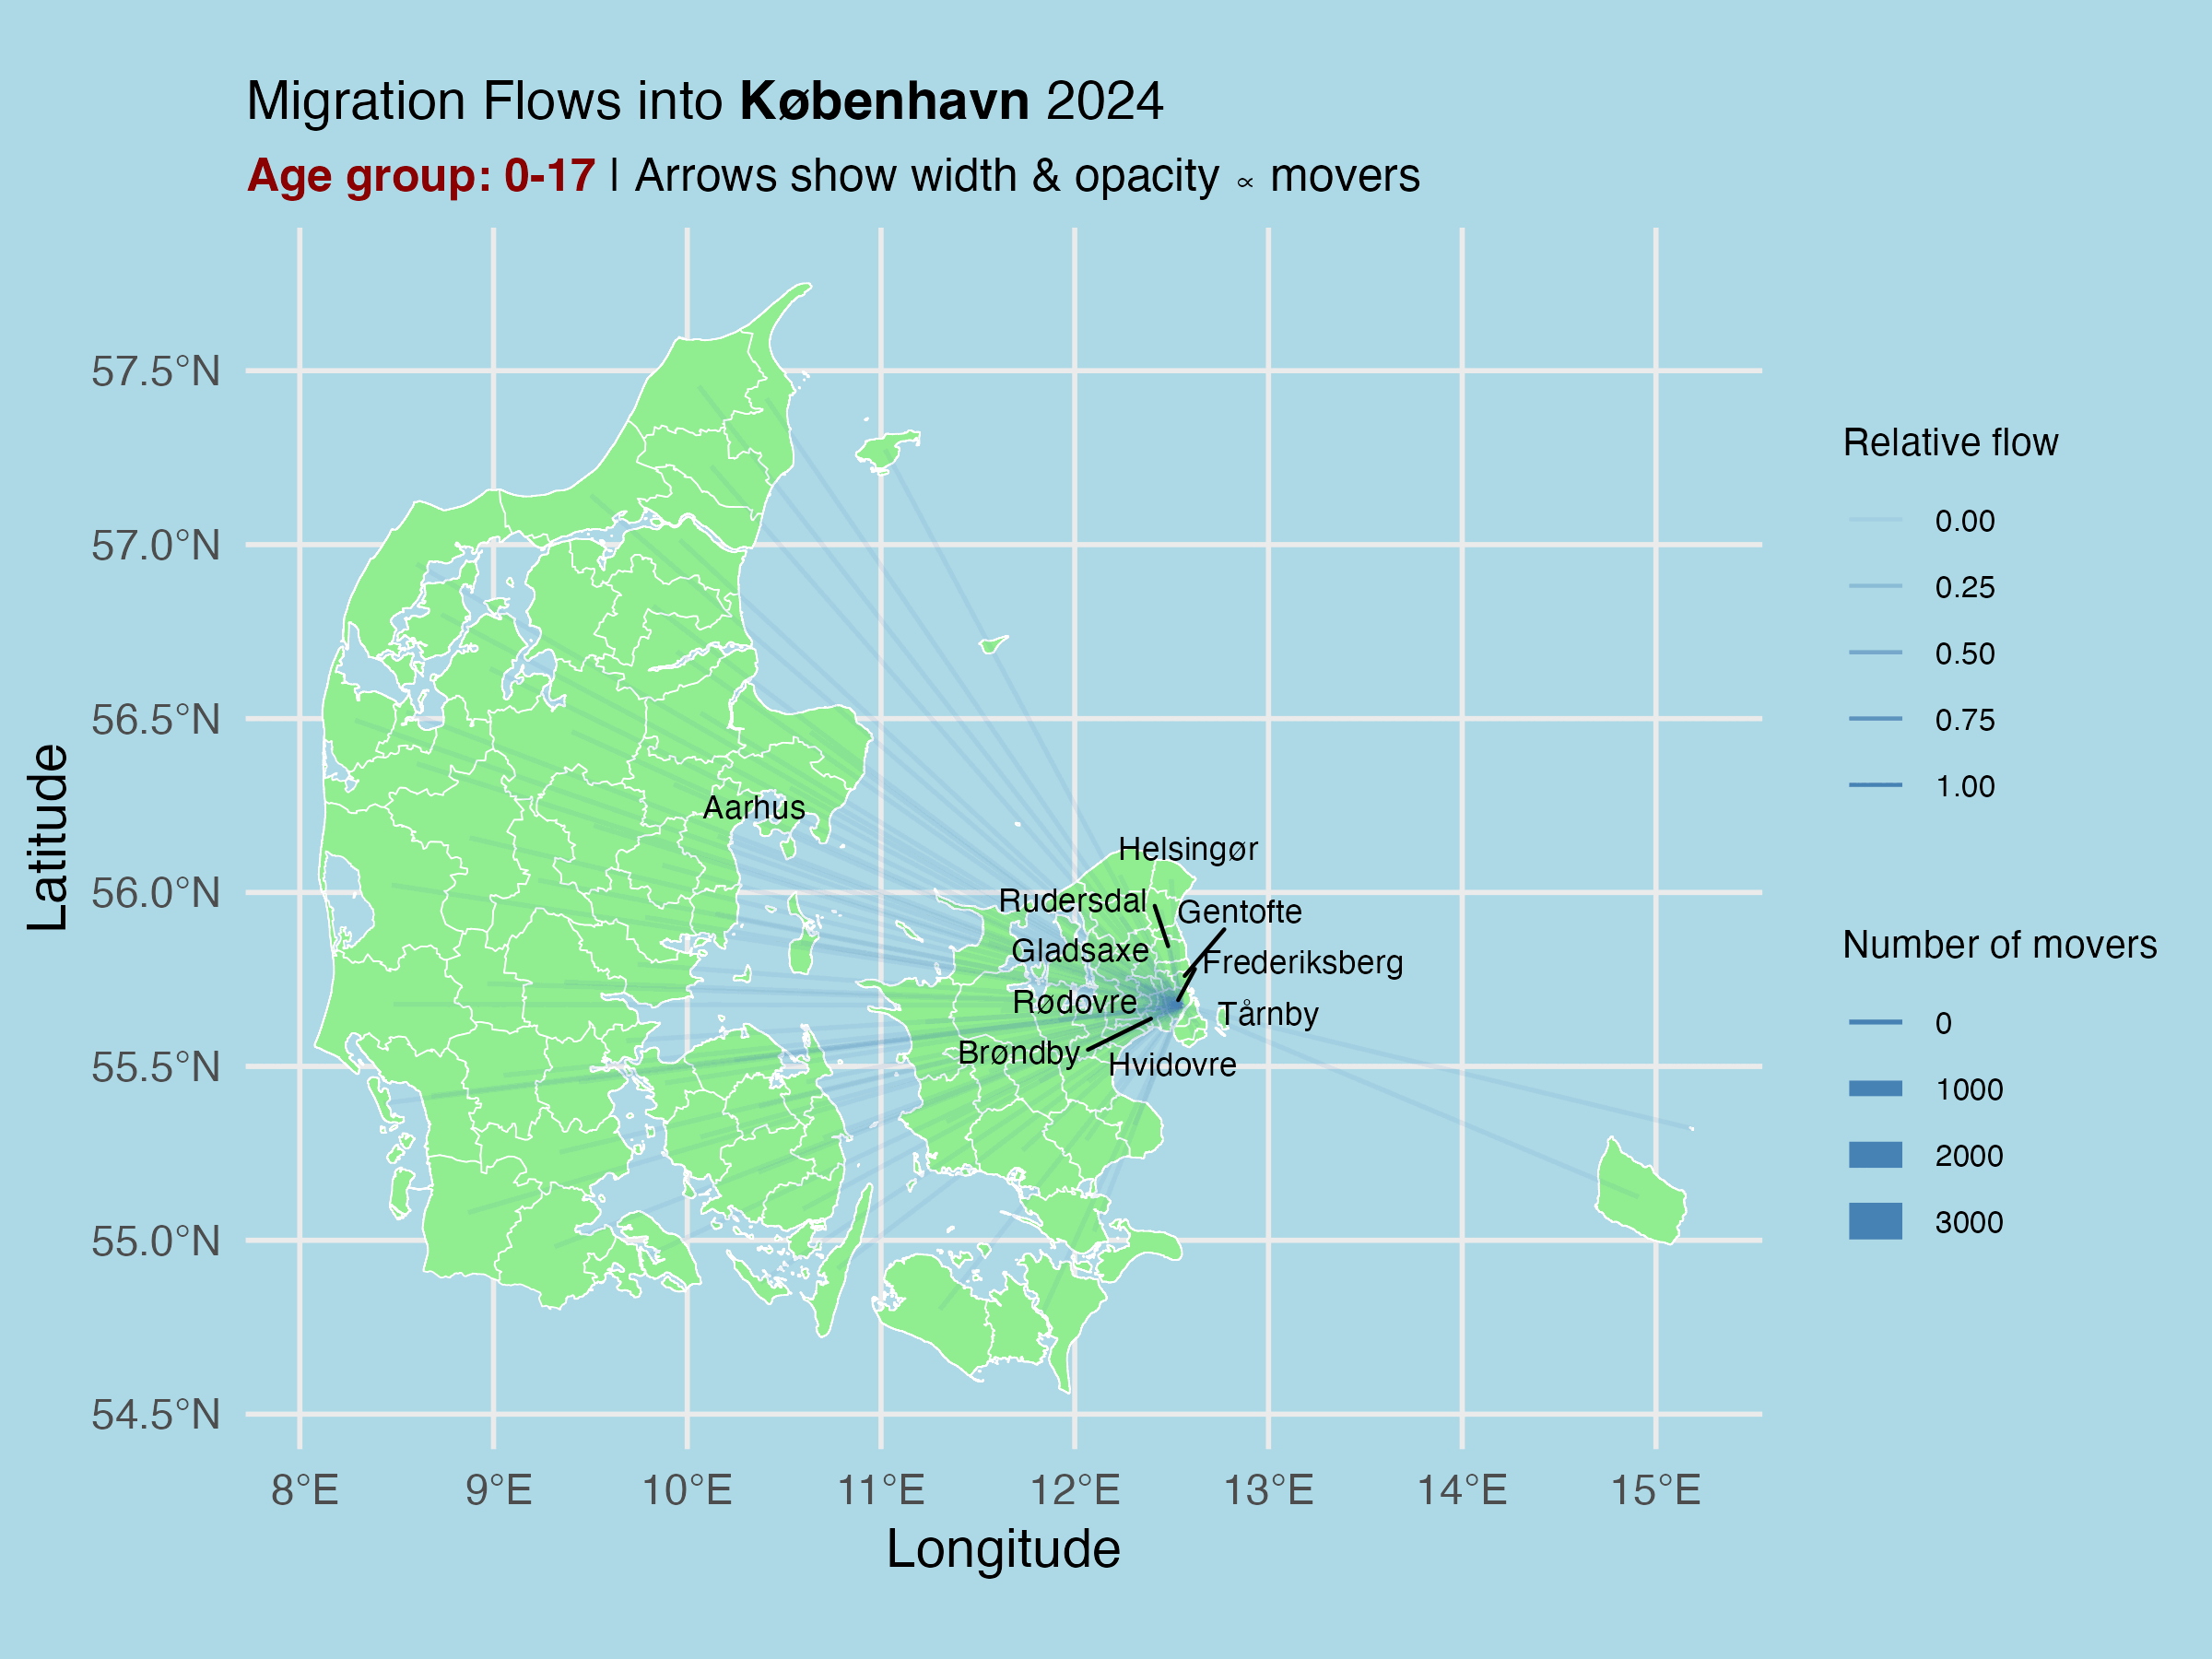 Migration Flows into København 2024
Age group: 0-17 | Arrows show width & opacity ∝ movers
57.5°N
57.0°N
56.5°N
56.0°N
55.5°N
55.0°N
54.5°N
Latitude
8°E
9°E
10°E
11°E
12°E
13°E
14°E
15°E
Longitude
Aarhus
Helsingør
Rudersdal
Gentofte
Gladsaxe
Frederiksberg
Rødovre
Tårnby
Brøndby
Hvidovre
Relative flow
0.00
0.25
0.50
0.75
1.00
Number of movers
0
1000
2000
3000